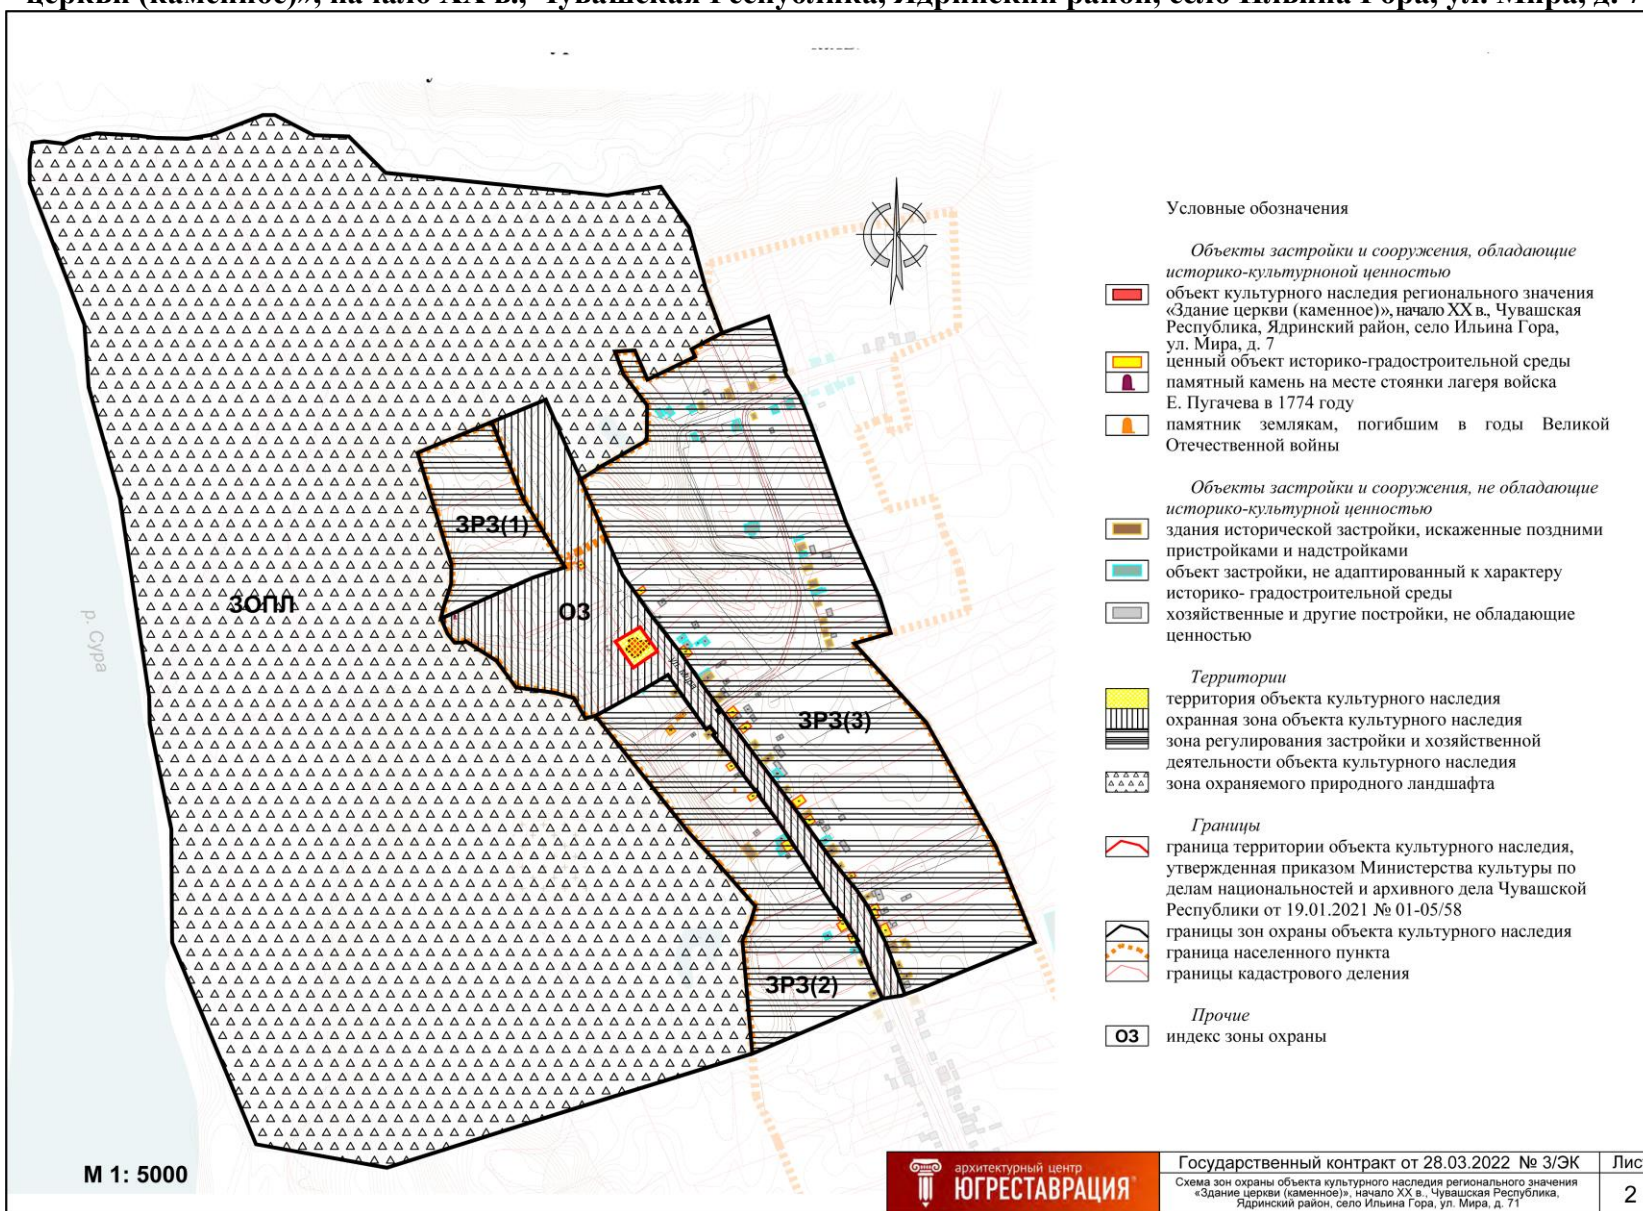 церкви (каменное)», начало XX в., Чувашская Республика, Ядринский район, село Ильина Гора, ул. Мира, д. 7
Условные обозначения
Объекты застройки и сооружения, обладающие
историко-культурноной ценностью
объект культурного наследия регионального значения
«Здание церкви (каменное)», начало XX в., Чувашская
Республика, Ядринский район, село Ильина Гора,
ул. Мира, д. 7
ценный объект историко-градостроительной среды
памятный камень на месте стоянки лагеря войска
Е. Пугачева в 1774 году
памятник землякам, погибшим в годы Великой
Отечественной войны
Объекты застройки и сооружения, не обладающие
историко-культурной ценностью
здания исторической застройки, искаженные поздними
пристройками и надстройками
объект застройки, не адаптированный к характеру
историко- градостроительной среды
хозяйственные и другие постройки, не обладающие
ценностью
Территории
территория объекта культурного наследия
охранная зона объекта культурного наследия
зона регулирования застройки и хозяйственной
деятельности объекта культурного наследия
зона охраняемого природного ландшафта
Границы
граница территории объекта культурного наследия,
утвержденная приказом Министерства культуры по
делам национальностей и архивного дела Чувашской
Республики от 19.01.2021 № 01-05/58
границы зон охраны объекта культурного наследия
граница населенного пункта
границы кадастрового деления
Прочие
ОЗ индекс зоны охраны
ЗРЗ(1)
ЗОПЛ
ОЗ
р. Сура
ул. Мира
ЗРЗ(3)
ЗРЗ(2)
М 1: 5000
архитектурный центр
ЮГРЕСТАВРАЦИЯ
Государственный контракт от 28.03.2022 № 3/ЭК
Лис
Схема зон охраны объекта культурного наследия регионального значения
«Здание церкви (каменное)», начало XX в., Чувашская Республика,
Ядринский район, село Ильина Гора, ул. Мира, д. 71
2